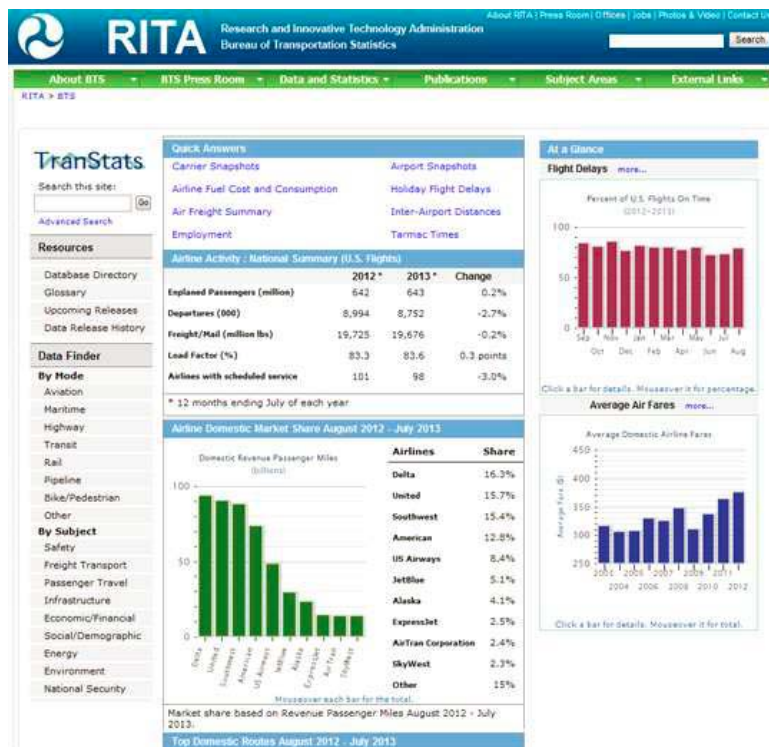 About RITA | Press Room | Offices | Jobs | Photos & Video | Contact Us
RITA
Research and Innovative Technology Administration
Bureau of Transportation Statistics
Search
About BTS BTS Press Room Data and Statistics Publications Subject Areas External Links
RITA > BTS
TranStats
Search this site:
Go
Advanced Search
Resources
Database Directory
Glossary
Upcoming Releases
Data Release History
Data Finder
By Mode
Aviation
Maritime
Highway
Transit
Rail
Pipeline
Bike/Pedestrian
Other
By Subject
Safety
Freight Transport
Passenger Travel
Infrastructure
Economic/Financial
Social/Demographic
Energy
Environment
National Security
Quick Answers
Carrier Snapshots Airport Snapshots
Airline Fuel Cost and Consumption Holiday Flight Delays
Air Freight Summary Inter-Airport Distances
Employment Tarmac Times
Airline Activity : National Summary (U.S. Flights)
2012 * 2013 * Change
Enplaned Passengers (million) 642 643 0.2%
Departures (000) 8,994 8,752 -2.7%
Freight/Mail (million lbs) 19,725 19,676 -0.2%
Load Factor (%) 83.3 83.6 0.3 points
Airlines with scheduled service 101 98 -3.0%
* 12 months ending July of each year
Airline Domestic Market Share August 2012 - July 2013
Domestic Revenue Passenger Miles
(billions)
100
50
0
Delta United Southwest American US Airways JetBlue Alaska ExpressJet AirTran SkyWest
Airlines Share
Delta 16.3%
United 15.7%
Southwest 15.4%
American 12.8%
US Airways 8.4%
JetBlue 5.1%
Alaska 4.1%
ExpressJet 2.5%
AirTran Corporation 2.4%
SkyWest 2.3%
Other 15%
Mouseover each bar for the total.
Market share based on Revenue Passenger Miles August 2012 - July
2013.
Top Domestic Routes August 2012 - July 2013
At a Glance
Flight Delays more...
Percent of U.S. Flights On Time
(2012-2013)
100
50
0
Sep Nov Jan Mar May Jul
Oct Dec Feb Apr Jun Aug
Click a bar for details. Mouseover it for percentage.
Average Air Fares more...
Average Domestic Airline Fares
Average Fare ($)
450
400
350
300
250
2003 2005 2007 2009 2011
2004 2006 2008 2010 2012
Click a bar for details. Mouseover it for total.